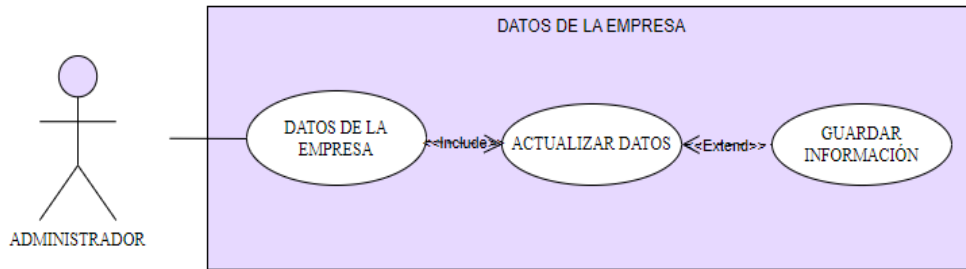 DATOS DE LA EMPRESA
DATOS DE LA
EMPRESA
<<Include>>
ACTUALIZAR DATOS
<<Extend>>
GUARDAR
INFORMACIÓN
ADMINISTRADOR